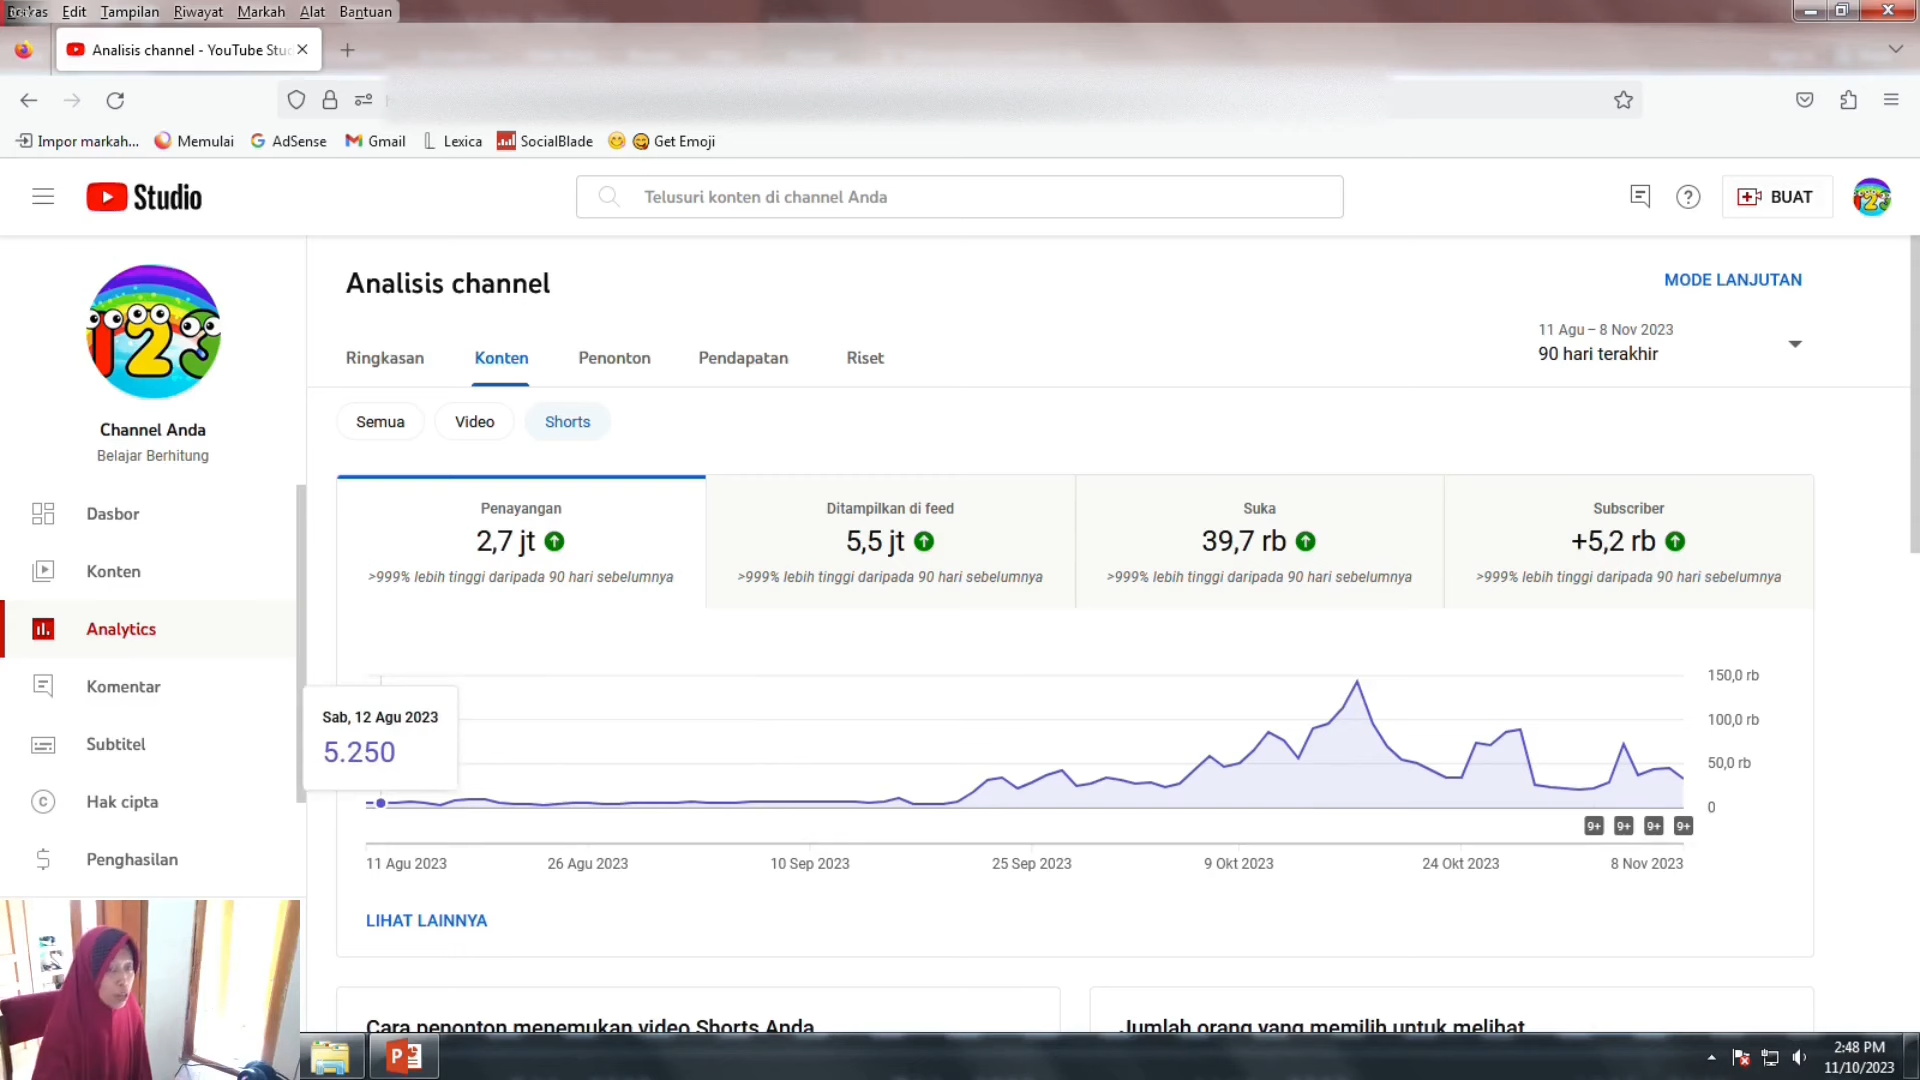 Edit Tampilan Riwayat Markah Alat Bantuan
Analisis channel - YouTube Stuc
Impor markah... Memulai AdSense Gmail Lexica SocialBlade Get Emoji
Studio
Telusuri konten di channel Anda
BUAT
123
Channel Anda
Belajar Berhitung
Dasbor
Konten
Analytics
Komentar
Subtitel
Hak cipta
Penghasilan
Analisis channel
MODE LANJUTAN
11 Agu – 8 Nov 2023
90 hari terakhir
Ringkasan Konten Penonton Pendapatan Riset
Semua Video Shorts
Penayangan
2,7 jt
>999% lebih tinggi daripada 90 hari sebelumnya
Ditampilkan di feed
5,5 jt
>999% lebih tinggi daripada 90 hari sebelumnya
Suka
39,7 rb
>999% lebih tinggi daripada 90 hari sebelumnya
Subscriber
+5,2 rb
>999% lebih tinggi daripada 90 hari sebelumnya
Sab, 12 Agu 2023
5.250
150,0 rb
100,0 rb
50,0 rb
0
9+ 9+ 9+ 9+
11 Agu 2023 26 Agu 2023 10 Sep 2023 25 Sep 2023 9 Okt 2023 24 Okt 2023 8 Nov 2023
LIHAT LAINNYA
Cara penonton menemukan video Shorts Anda
Jumlah orang yang memilih untuk melihat
2:48 PM
11/10/2023